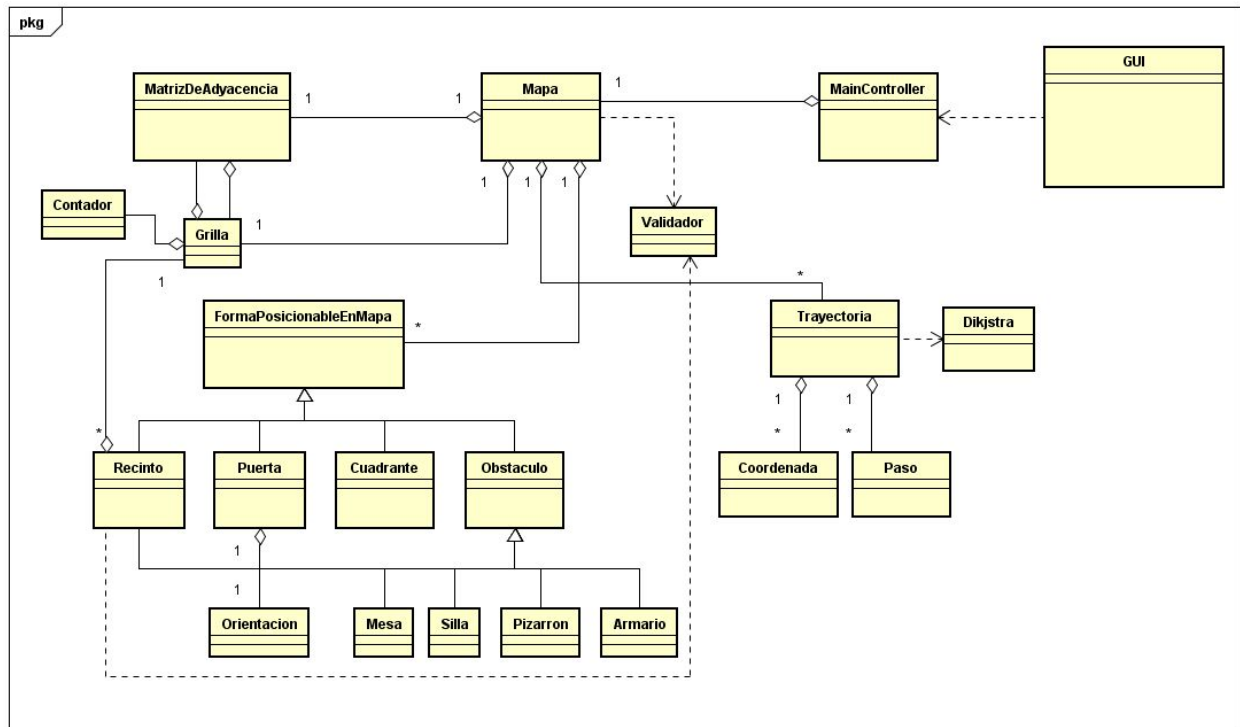 pkg
MatrizDeAdyacencia
1
1
Mapa
1
MainController
GUI
Contador
Grilla
1
1
1
1
1
Validador
FormaPosicionableEnMapa
*
*
Trayectoria
Dikjstra
1
1
*
*
*
Recinto
Puerta
Cuadrante
Obstaculo
Coordenada
Paso
1
1
Orientacion
Mesa
Silla
Pizarron
Armario